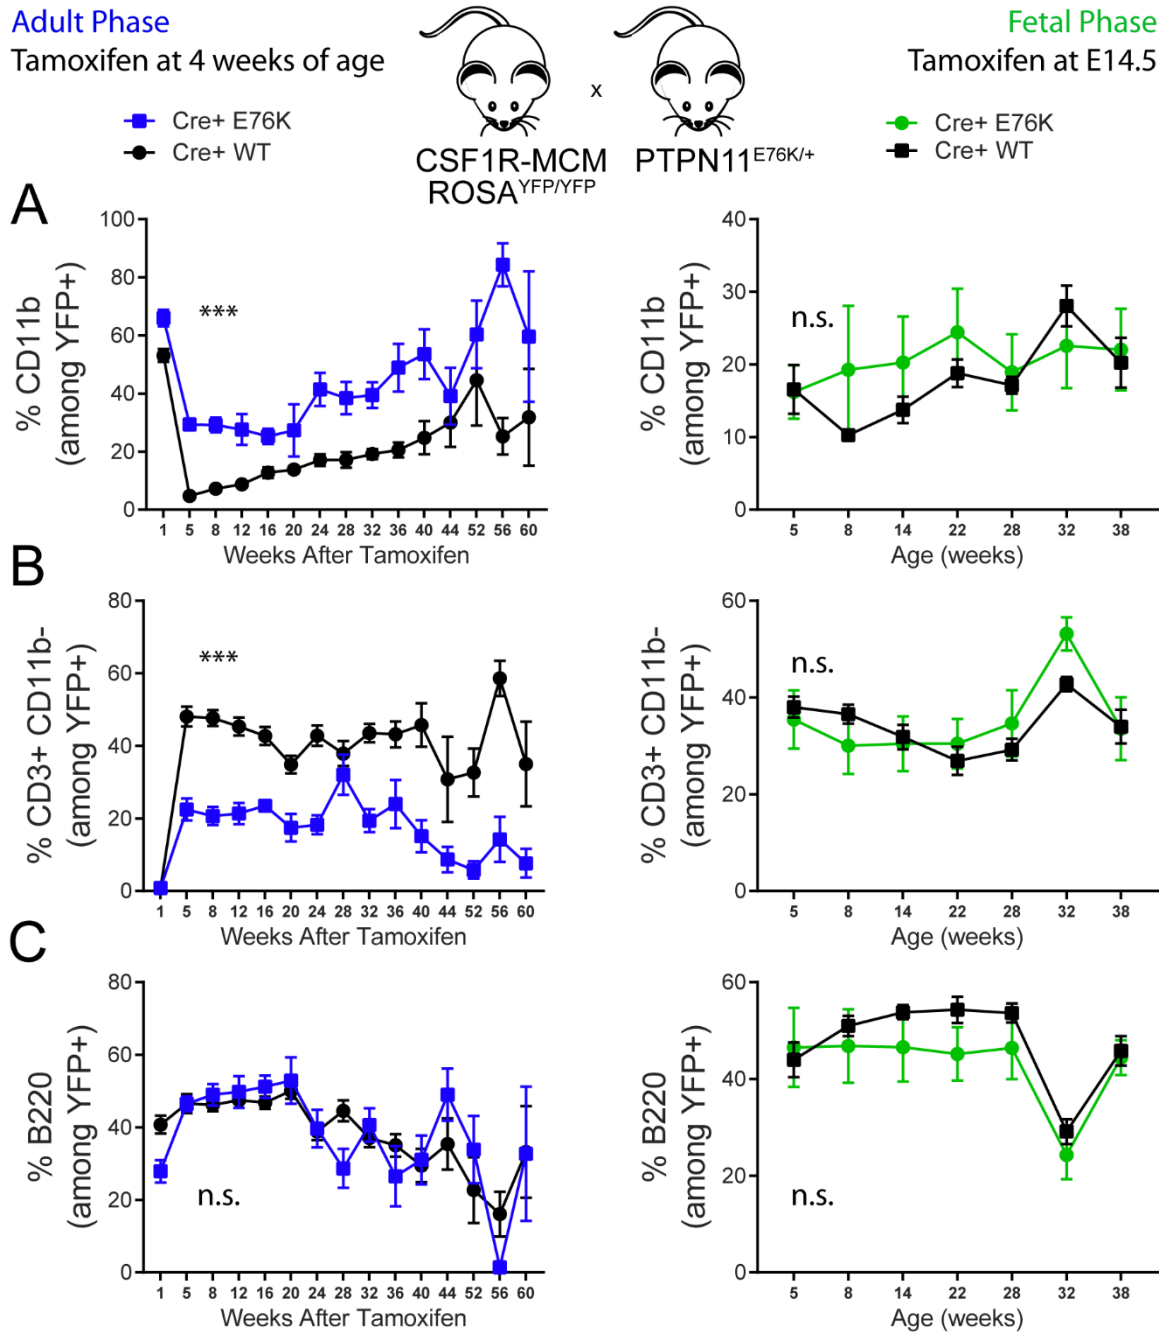 Adult Phase
Tamoxifen at 4 weeks of age
Cre+ E76K
Cre+ WT
x
CSF1R-MCM
ROSA^YFP/YFP
PTPN11^E76K/+
Fetal Phase
Tamoxifen at E14.5
Cre+ E76K
Cre+ WT
A
% CD11b
(among YFP+)
100
80
60
40
20
0
***
1 5 8 12 16 20 24 28 32 36 40 44 52 56 60
Weeks After Tamoxifen
% CD11b
(among YFP+)
40
30
20
10
0
n.s.
5 8 14 22 28 32 38
Age (weeks)
B
% CD3+ CD11b-
(among YFP+)
80
60
40
20
0
***
1 5 8 12 16 20 24 28 32 36 40 44 52 56 60
Weeks After Tamoxifen
% CD3+ CD11b-
(among YFP+)
60
40
20
0
n.s.
5 8 14 22 28 32 38
Age (weeks)
C
% B220
(among YFP+)
80
60
40
20
0
n.s.
1 5 8 12 16 20 24 28 32 36 40 44 52 56 60
Weeks After Tamoxifen
% B220
(among YFP+)
60
40
20
0
n.s.
5 8 14 22 28 32 38
Age (weeks)